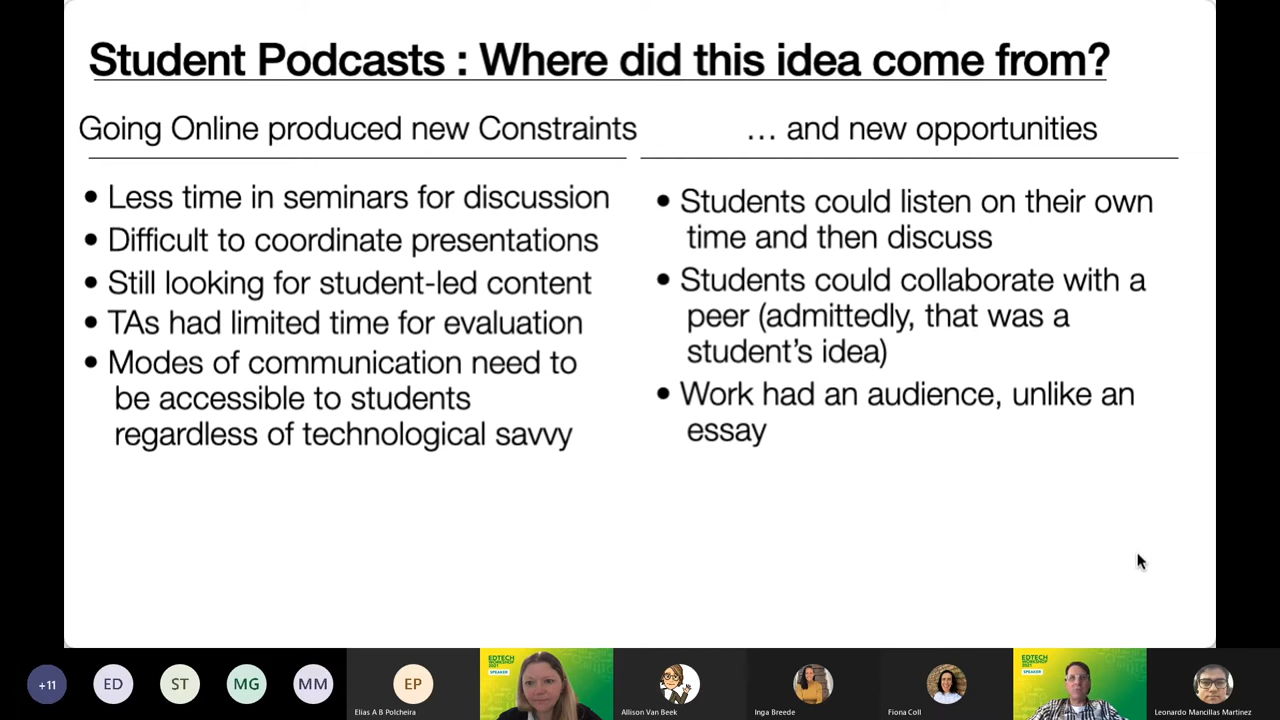 Student Podcasts : Where did this idea come from?
Going Online produced new Constraints
• Less time in seminars for discussion
• Difficult to coordinate presentations
• Still looking for student-led content
• TAs had limited time for evaluation
• Modes of communication need to
be accessible to students
regardless of technological savvy
… and new opportunities
• Students could listen on their own
time and then discuss
• Students could collaborate with a
peer (admittedly, that was a
student’s idea)
• Work had an audience, unlike an
essay
+11
ED
ST
MG
MM
EP
Elias A B Polcheira
EDTECH
WORKSHOP
2021
SPEAKER
Allison Van Beek
Inga Breede
Fiona Coll
EDTECH
WORKSHOP
2021
SPEAKER
Leonardo Mancillas Martinez